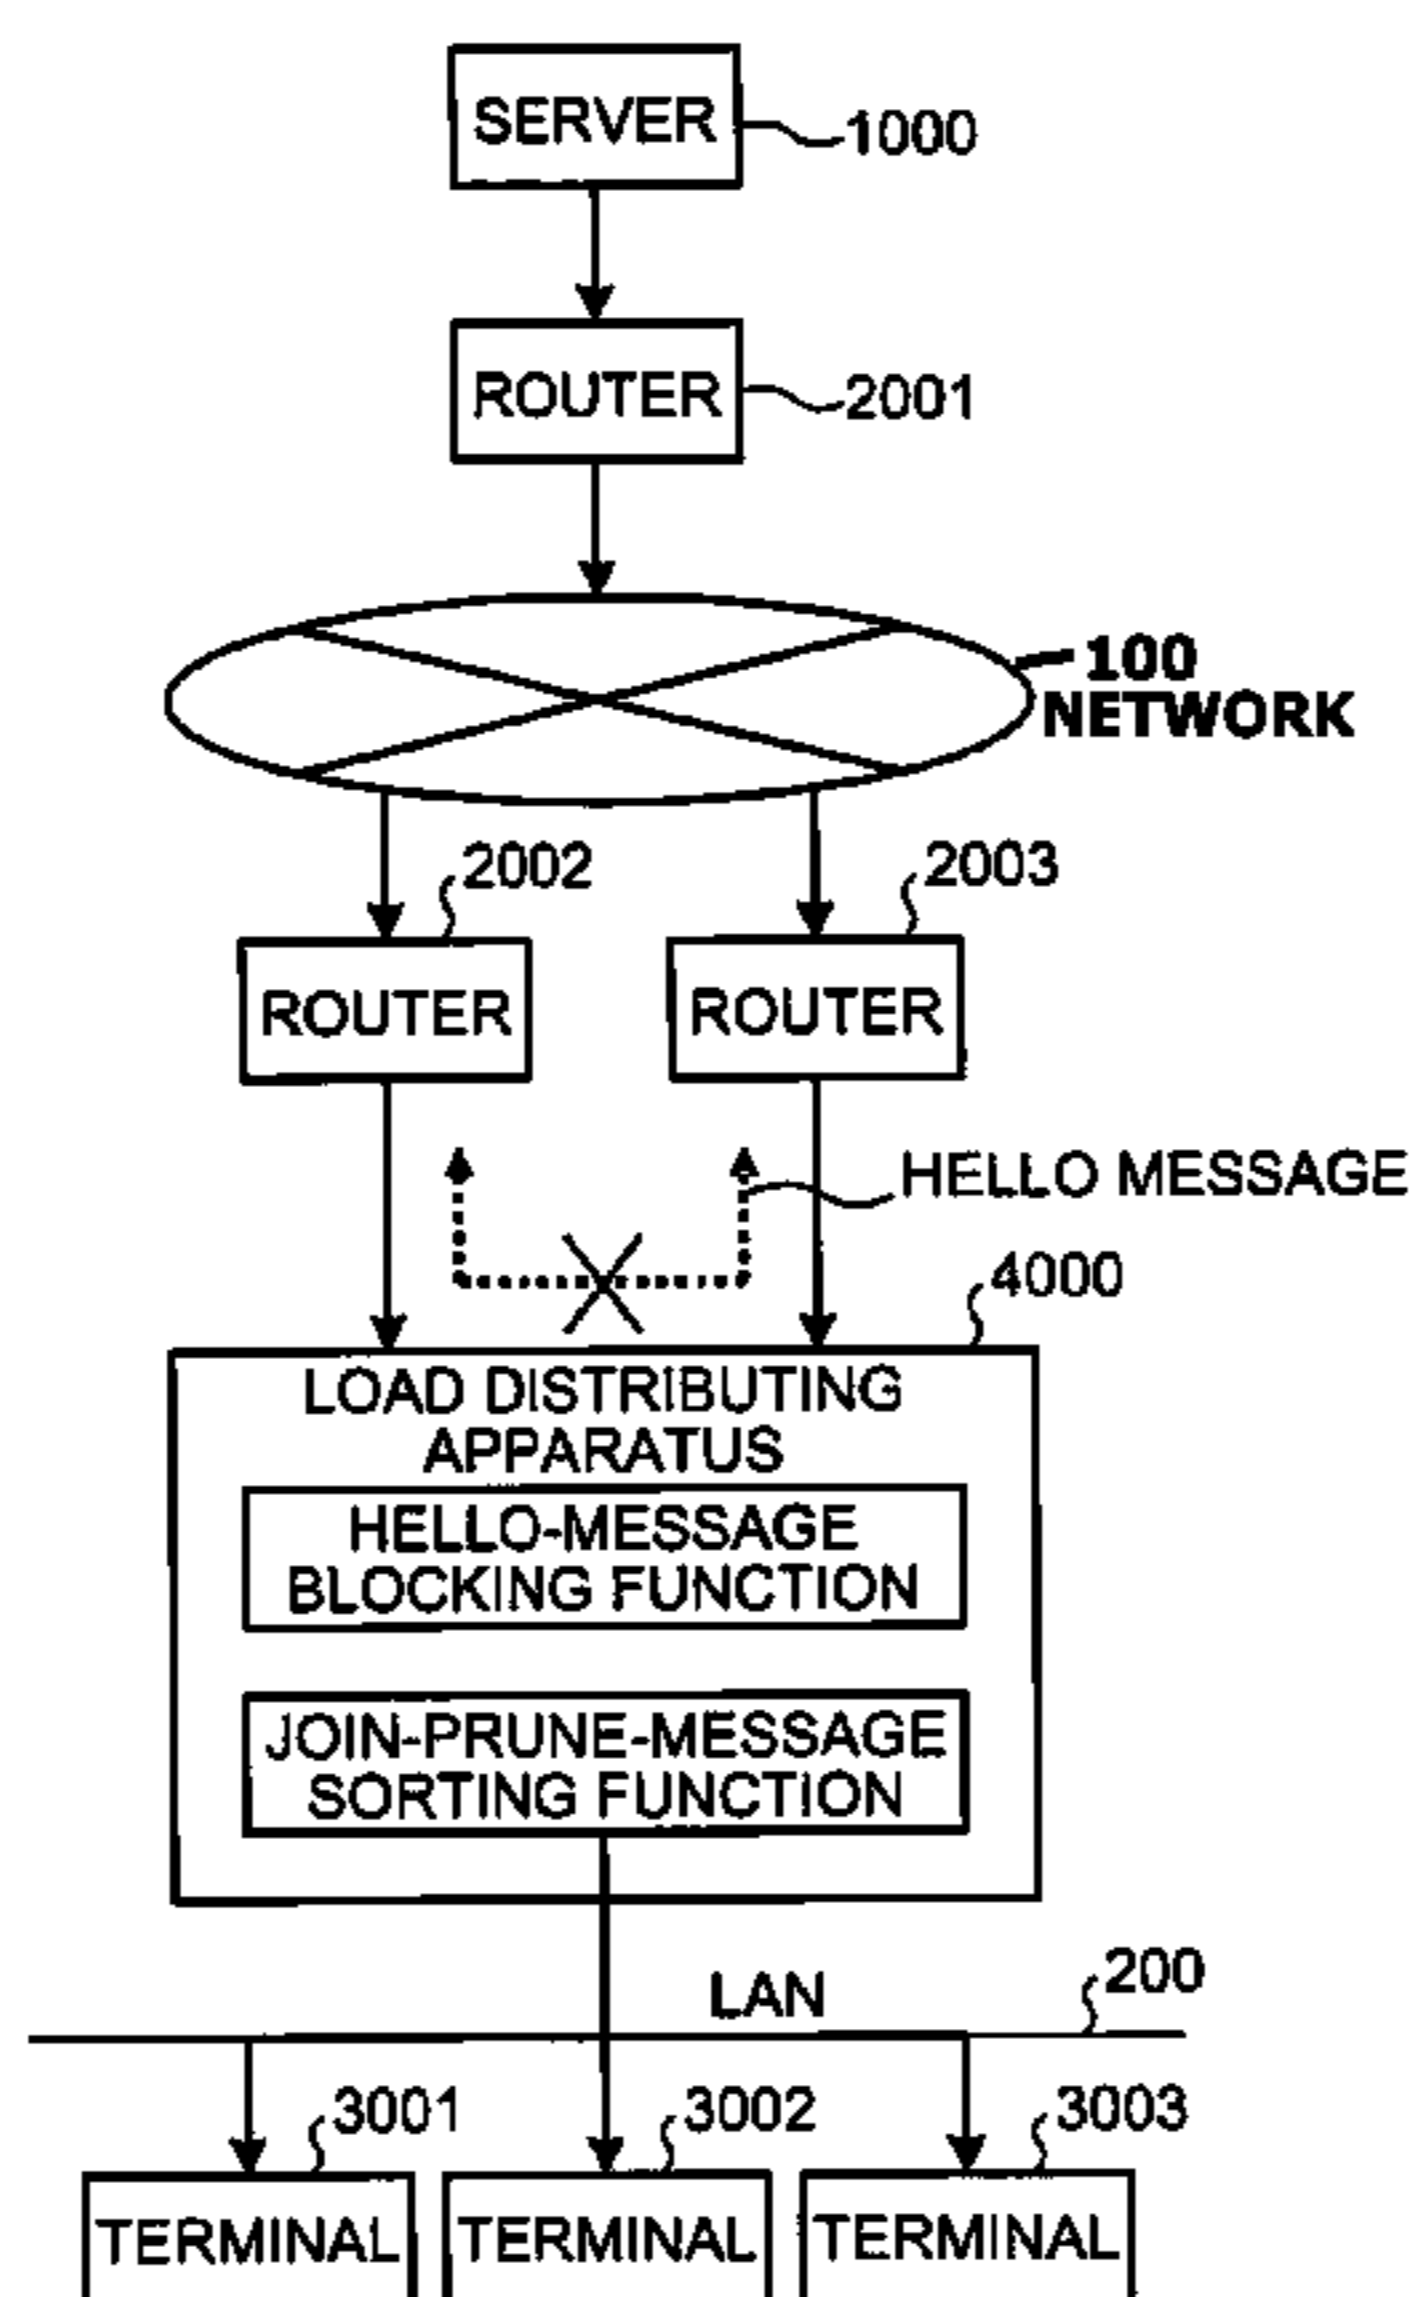 SERVER
1000
ROUTER
2001
100
NETWORK
2002
2003
ROUTER
ROUTER
HELLO MESSAGE
4000
LOAD DISTRIBUTING
APPARATUS
HELLO-MESSAGE
BLOCKING FUNCTION
JOIN-PRUNE-MESSAGE
SORTING FUNCTION
LAN
200
3001
3002
3003
TERMINAL
TERMINAL
TERMINAL